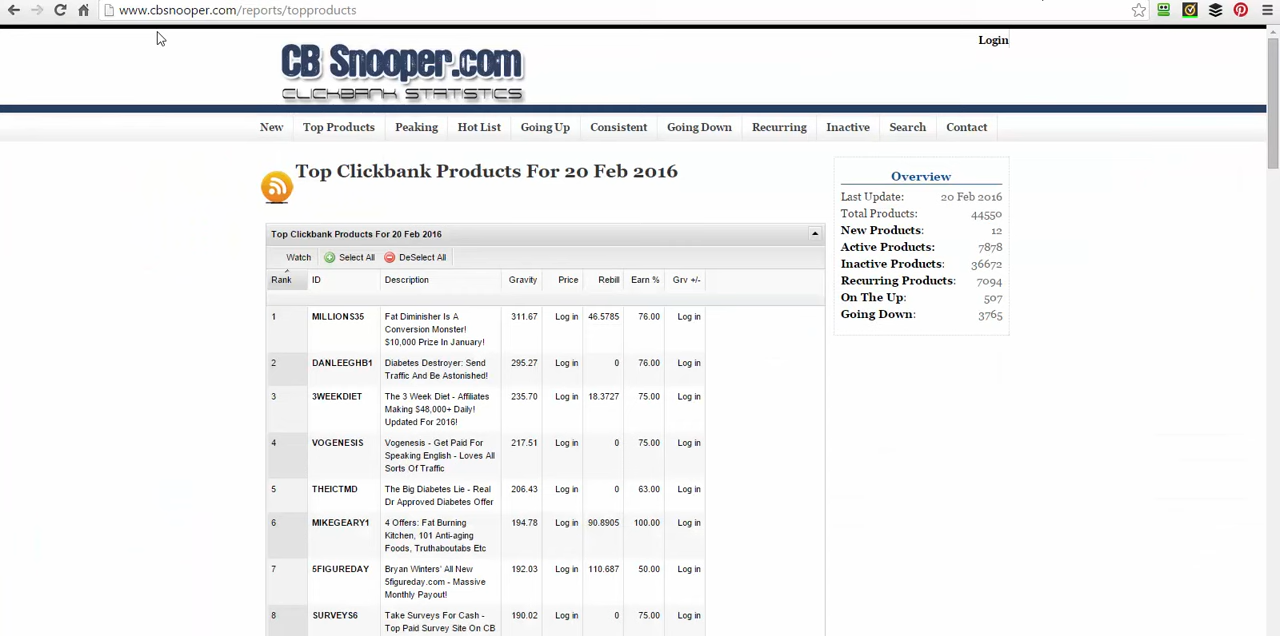 www.cbsnooper.com/reports/topproducts
Login
CB Snooper.com
CLICKBANK STATISTICS
New Top Products Peaking Hot List Going Up Consistent Going Down Recurring Inactive Search Contact
Top Clickbank Products For 20 Feb 2016
Top Clickbank Products For 20 Feb 2016
Watch Select All DeSelect All
Rank ID Description Gravity Price Rebill Earn % Grv +/-
1 MILLIONS35 Fat Diminisher Is A 311.67 Log in 46.5785 76.00 Log in
Conversion Monster!
$10,000 Prize In January!
2 DANLEEGHB1 Diabetes Destroyer: Send 295.27 Log in 0 76.00 Log in
Traffic And Be Astonished!
3 3WEEKDIET The 3 Week Diet - Affiliates 235.70 Log in 18.3727 75.00 Log in
Making $48,000+ Daily!
Updated For 2016!
4 VOGENESIS Vogenesis - Get Paid For 217.51 Log in 0 75.00 Log in
Speaking English - Loves All
Sorts Of Traffic
5 THEICTMD The Big Diabetes Lie - Real 206.43 Log in 0 63.00 Log in
Dr Approved Diabetes Offer
6 MIKEGEARY1 4 Offers: Fat Burning 194.78 Log in 90.8905 100.00 Log in
Kitchen, 101 Anti-aging
Foods, Truthaboutabs Etc
7 5FIGUREDAY Bryan Winters' All New 192.03 Log in 110.687 50.00 Log in
5figureday.com - Massive
Monthly Payout!
8 SURVEYS6 Take Surveys For Cash - 190.02 Log in 0 75.00 Log in
Top Paid Survey Site On CB
Overview
Last Update: 20 Feb 2016
Total Products: 44550
New Products: 12
Active Products: 7878
Inactive Products: 36672
Recurring Products: 7094
On The Up: 507
Going Down: 3765